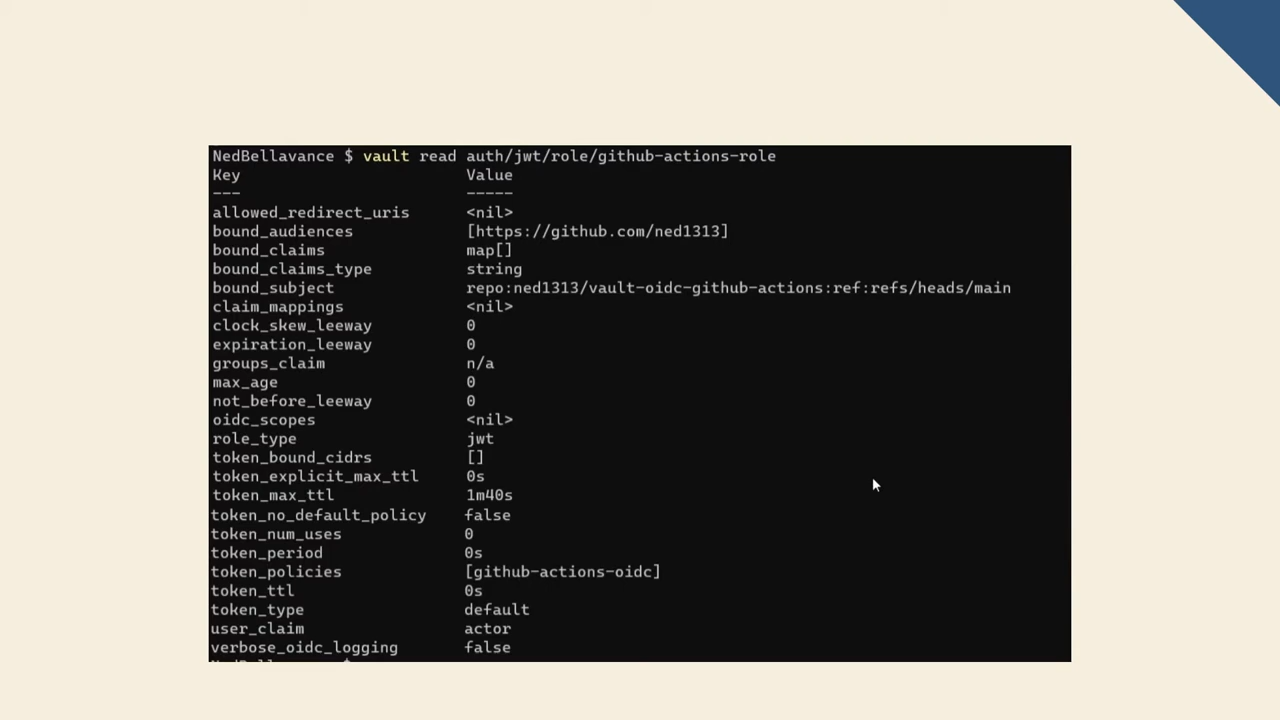 NedBellavance $ vault read auth/jwt/role/github-actions-role
Key Value
--- -----
allowed_redirect_uris <nil>
bound_audiences [https://github.com/ned1313]
bound_claims map[]
bound_claims_type string
bound_subject repo:ned1313/vault-oidc-github-actions:ref:refs/heads/main
claim_mappings <nil>
clock_skew_leeway 0
expiration_leeway 0
groups_claim n/a
max_age 0
not_before_leeway 0
oidc_scopes <nil>
role_type jwt
token_bound_cidrs []
token_explicit_max_ttl 0s
token_max_ttl 1m40s
token_no_default_policy false
token_num_uses 0
token_period 0s
token_policies [github-actions-oidc]
token_ttl 0s
token_type default
user_claim actor
verbose_oidc_logging false